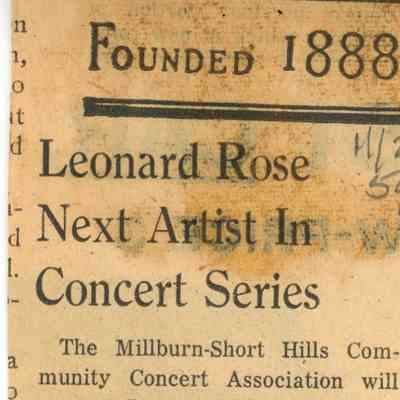 FOUNDED 1888
Leonard Rose
Next Artist In
Concert Series
The Millburn-Short Hills Com-
munity Concert Association will